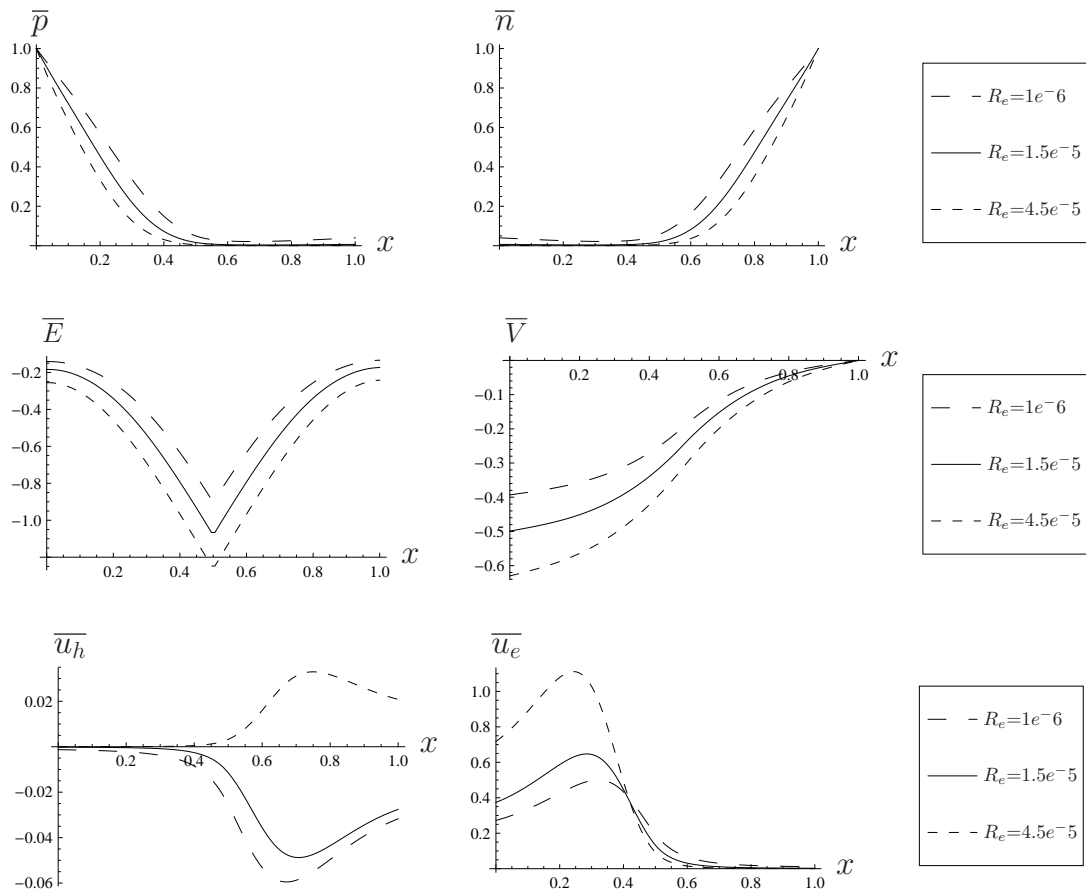 p̅
n̅
1.0
0.8
0.6
0.4
0.2
0.2 0.4 0.6 0.8 1.0
x
1.0
0.8
0.6
0.4
0.2
0.2 0.4 0.6 0.8 1.0
x
R_e=1e⁻6
R_e=1.5e⁻5
R_e=4.5e⁻5
E̅
V̅
-0.2
-0.4
-0.6
-0.8
-1.0
0.2 0.4 0.6 0.8 1.0
x
0.2 0.4 0.6 0.8 1.0
x
-0.1
-0.2
-0.3
-0.4
-0.5
-0.6
R_e=1e⁻6
R_e=1.5e⁻5
R_e=4.5e⁻5
u_h̅
u_e̅
0.02
0.2 0.4 0.6 0.8 1.0
x
-0.02
-0.04
-0.06
1.0
0.8
0.6
0.4
0.2
0.2 0.4 0.6 0.8 1.0
x
R_e=1e⁻6
R_e=1.5e⁻5
R_e=4.5e⁻5